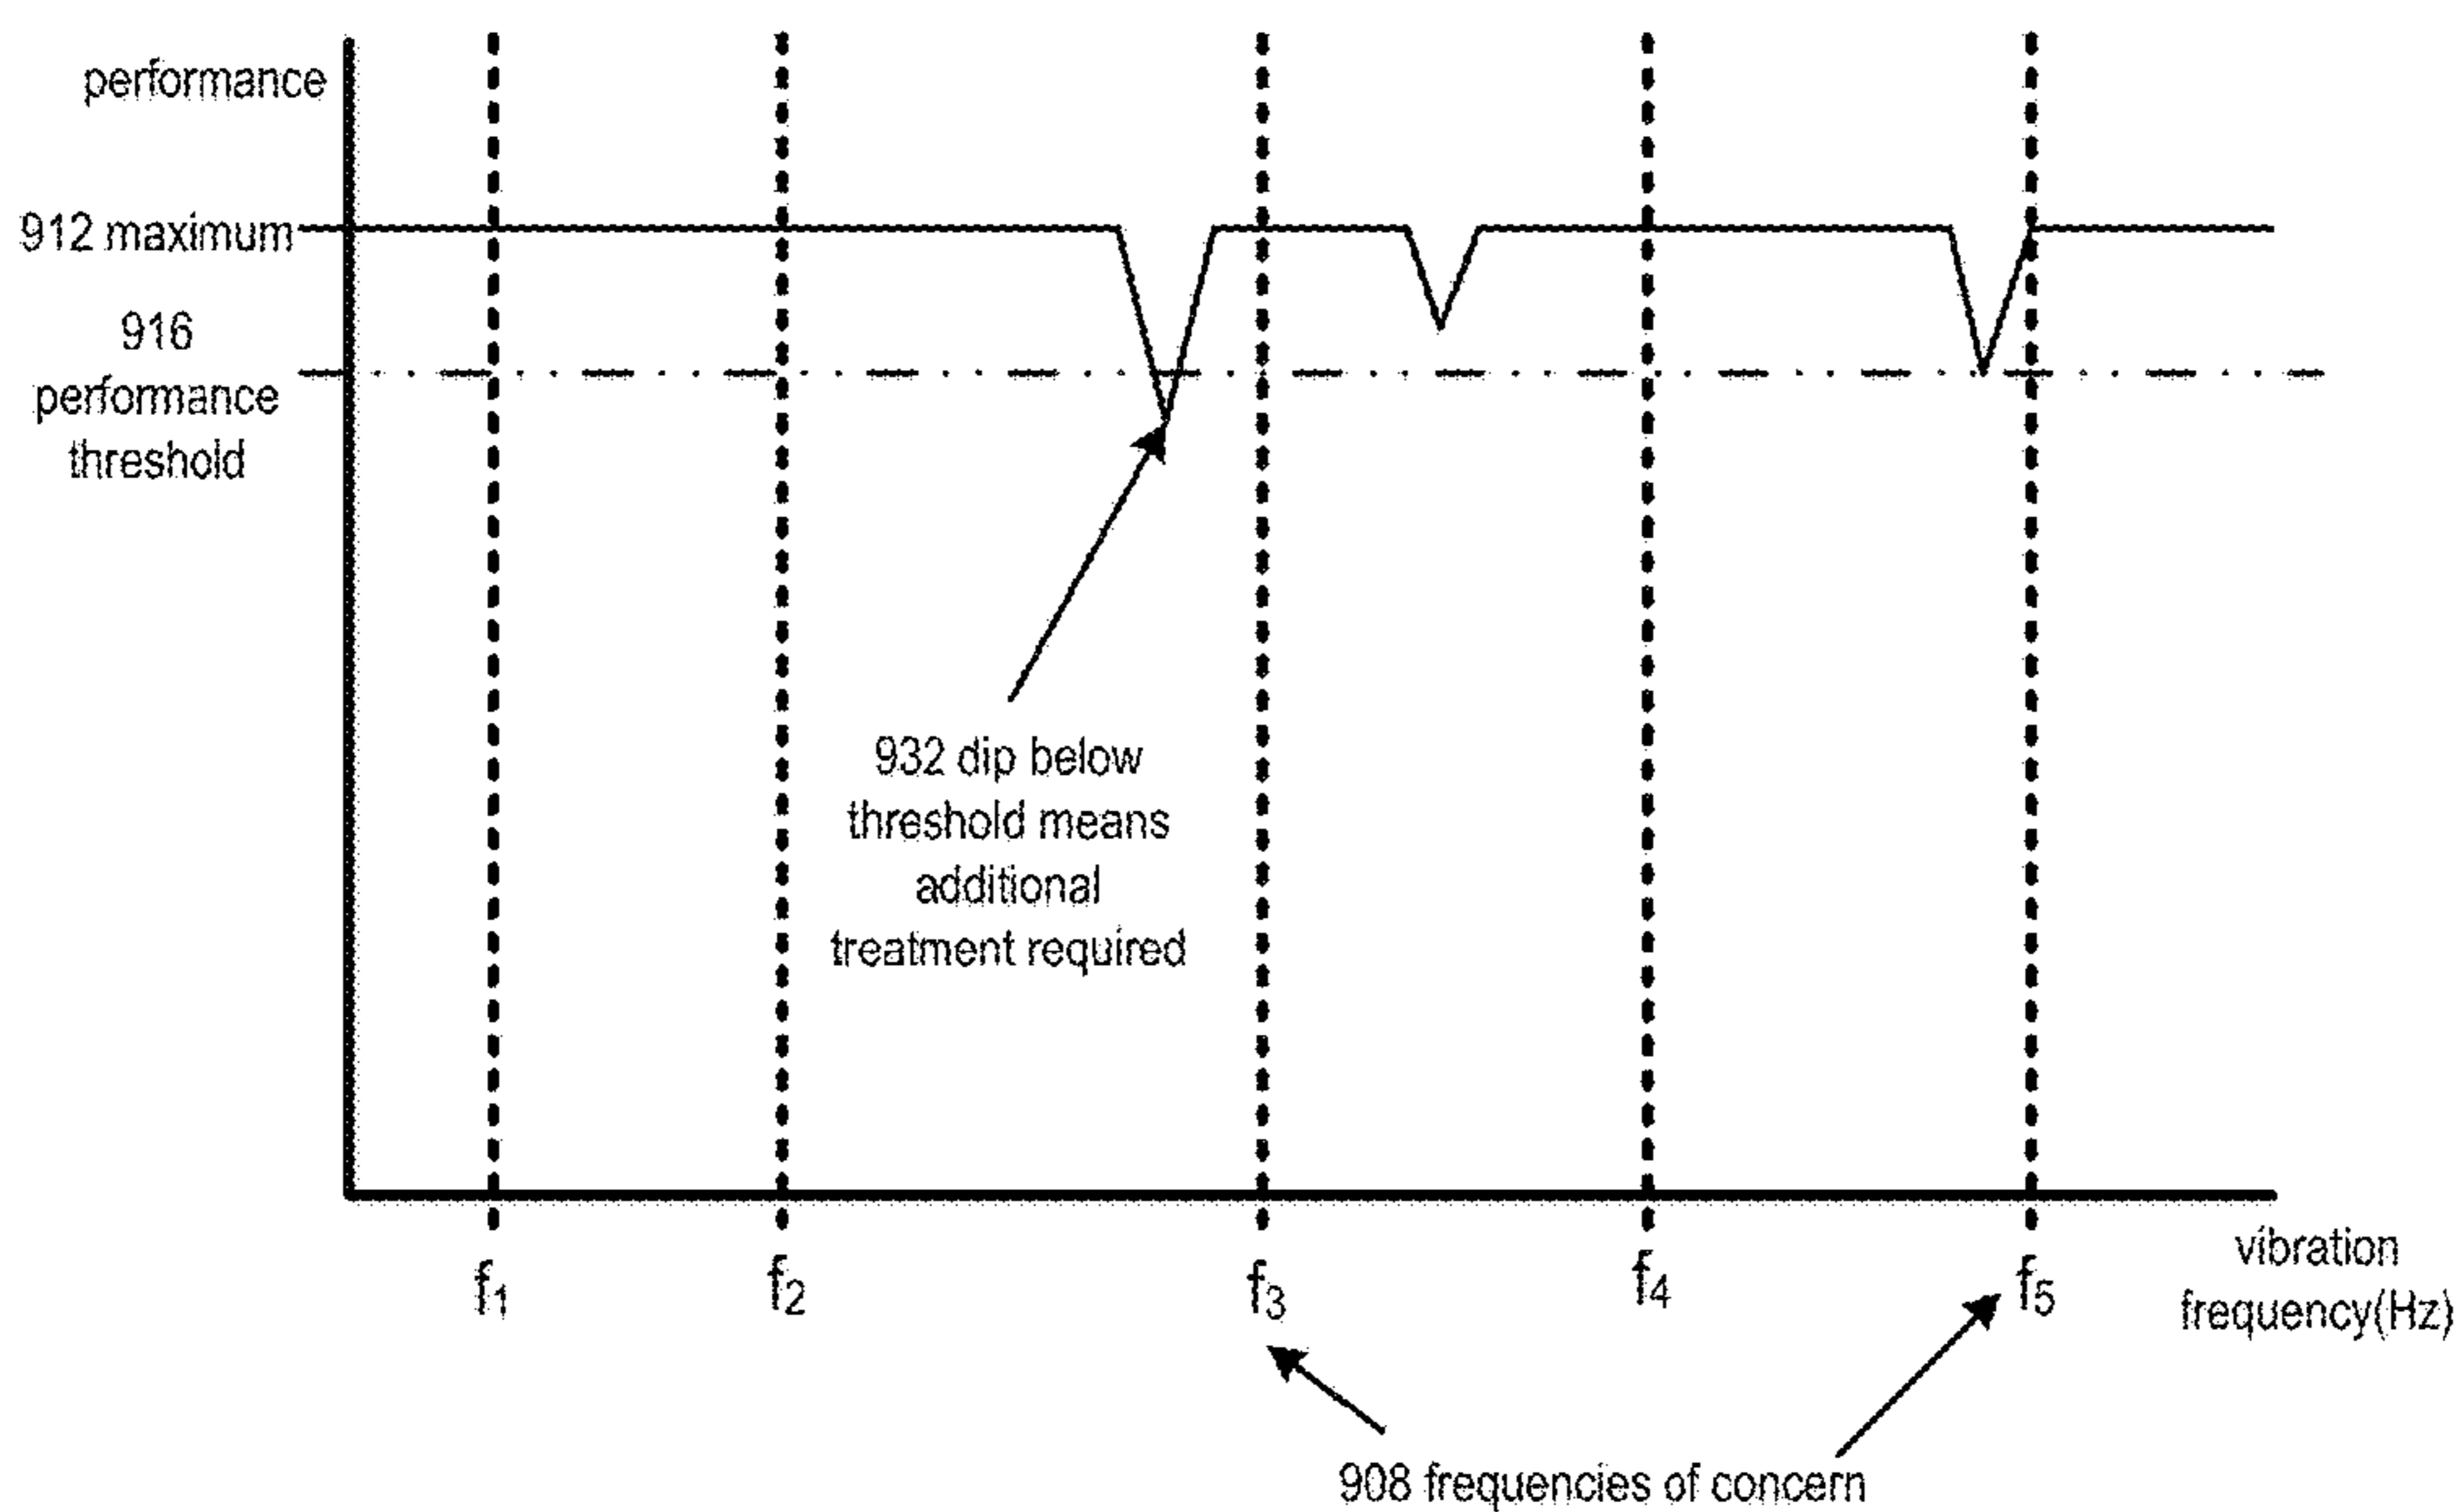 performance
912 maximum
916
performance
threshold
932 dip below
threshold means
additional
treatment required
f1
f2
f3
f4
f5
vibration
frequency(Hz)
908 frequencies of concern